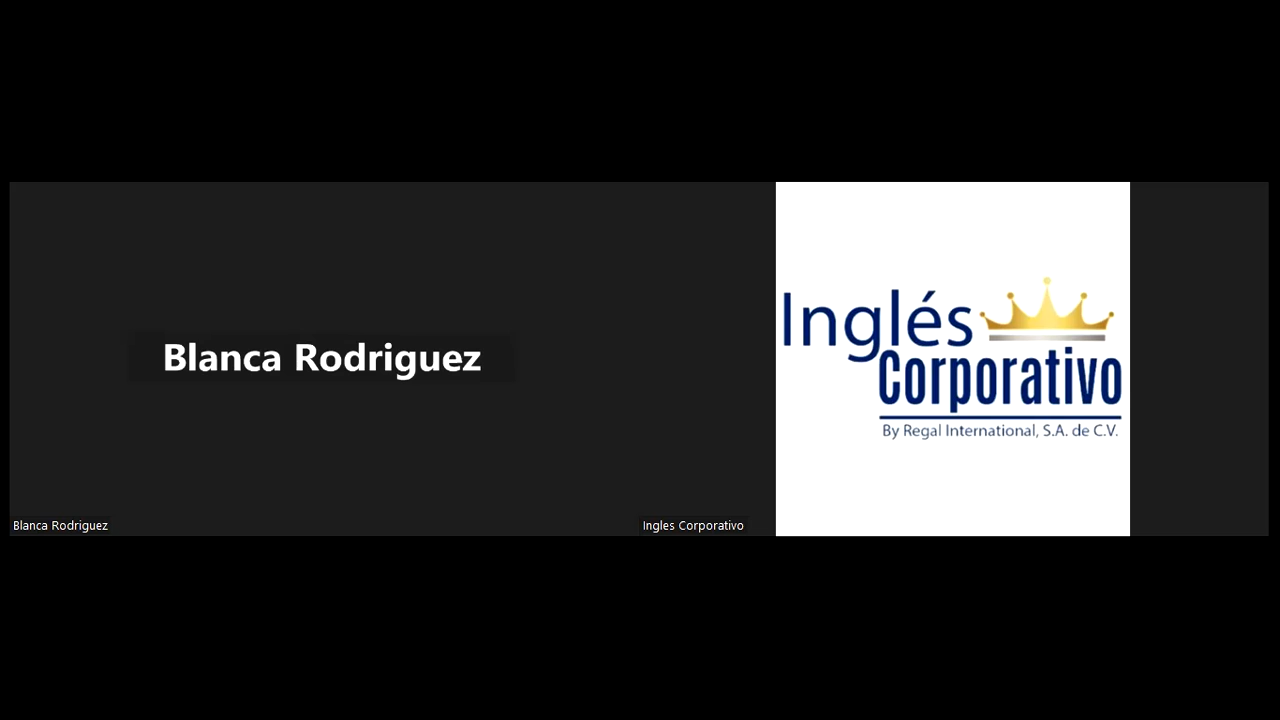 Blanca Rodriguez
Blanca Rodriguez
Inglés
Corporativo
By Regal International, S.A. de C.V.
Ingles Corporativo